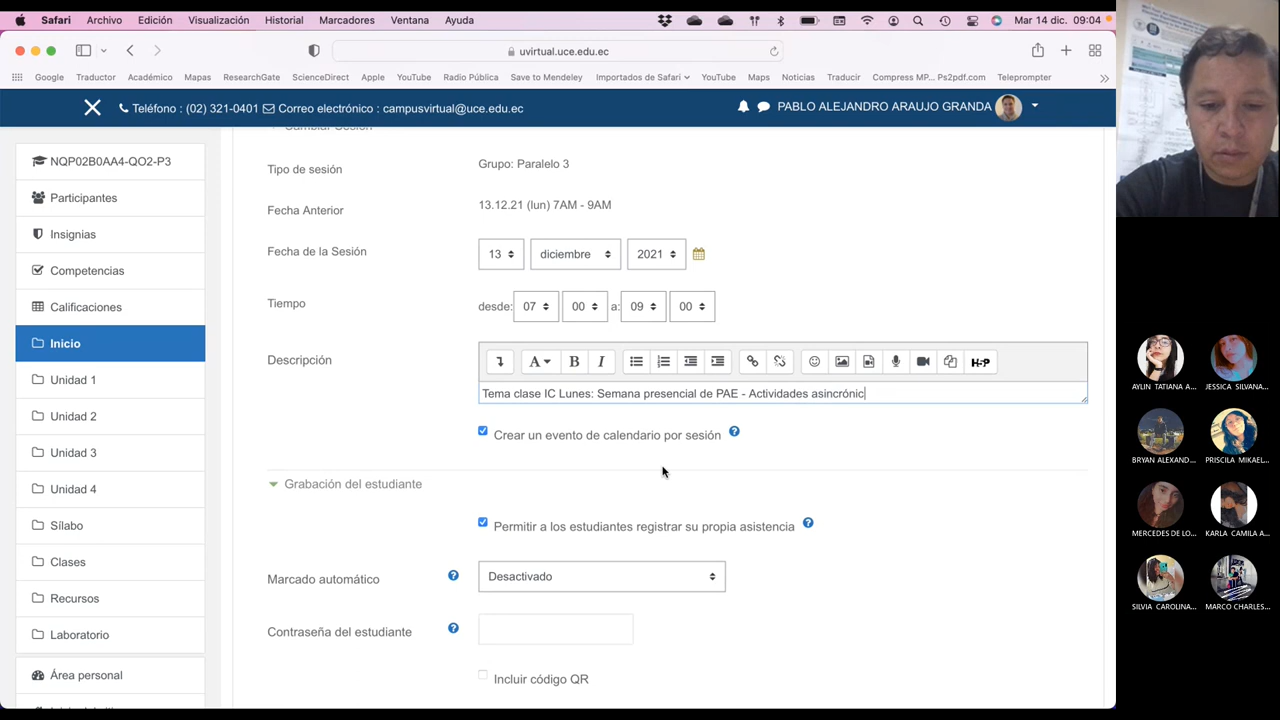 Safari Archivo Edición Visualización Historial Marcadores Ventana Ayuda Mar 14 dic. 09:04
uvirtual.uce.edu.ec
Google Traductor Académico Mapas ResearchGate ScienceDirect Apple YouTube Radio Pública Save to Mendeley Importados de Safari YouTube Maps Noticias Traducir Compress MP... Ps2pdf.com Teleprompter
Teléfono : (02) 321-0401 Correo electrónico : campusvirtual@uce.edu.ec PABLO ALEJANDRO ARAUJO GRANDA
Cambiar Sesión
NQP02B0AA4-QO2-P3
Participantes
Insignias
Competencias
Calificaciones
Inicio
Unidad 1
Unidad 2
Unidad 3
Unidad 4
Sílabo
Clases
Recursos
Laboratorio
Área personal
Tipo de sesión Grupo: Paralelo 3
Fecha Anterior 13.12.21 (lun) 7AM - 9AM
Fecha de la Sesión 13 diciembre 2021
Tiempo desde: 07 00 a: 09 00
Descripción A B I H-P
Tema clase IC Lunes: Semana presencial de PAE - Actividades asincrónic
Crear un evento de calendario por sesión
Grabación del estudiante
Permitir a los estudiantes registrar su propia asistencia
Marcado automático Desactivado
Contraseña del estudiante
Incluir código QR
AYLIN TATIANA A... JESSICA SILVANA...
BRYAN ALEXAND... PRISCILA MIKAEL...
MERCEDES DE LO... KARLA CAMILA A...
SILVIA CAROLINA... MARCO CHARLES...